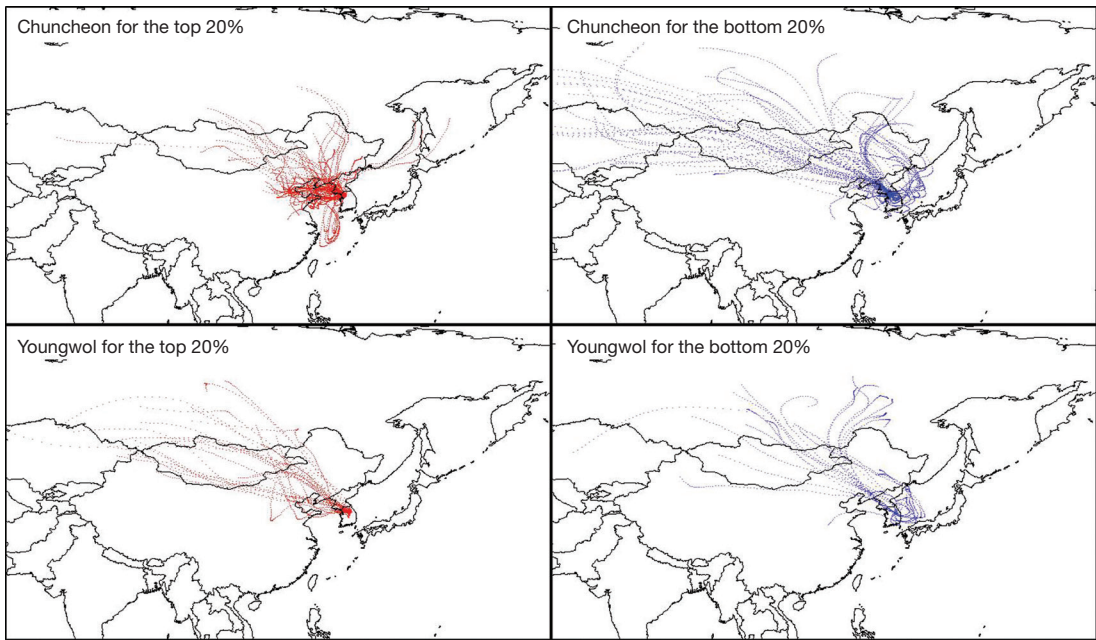 Chuncheon for the top 20%
Chuncheon for the bottom 20%
Youngwol for the top 20%
Youngwol for the bottom 20%